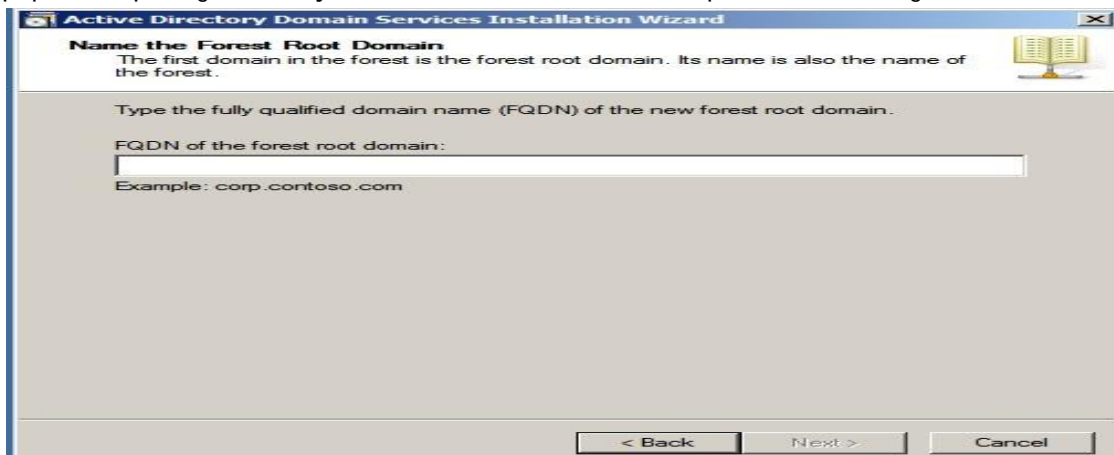 Active Directory Domain Services Installation Wizard
Name the Forest Root Domain
The first domain in the forest is the forest root domain. Its name is also the name of
the forest.
Type the fully qualified domain name (FQDN) of the new forest root domain.
FQDN of the forest root domain:
Example: corp.contoso.com
< Back
Next >
Cancel